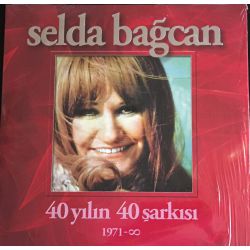 selda bağcan
40 yılın 40 şarkısı
1971-∞